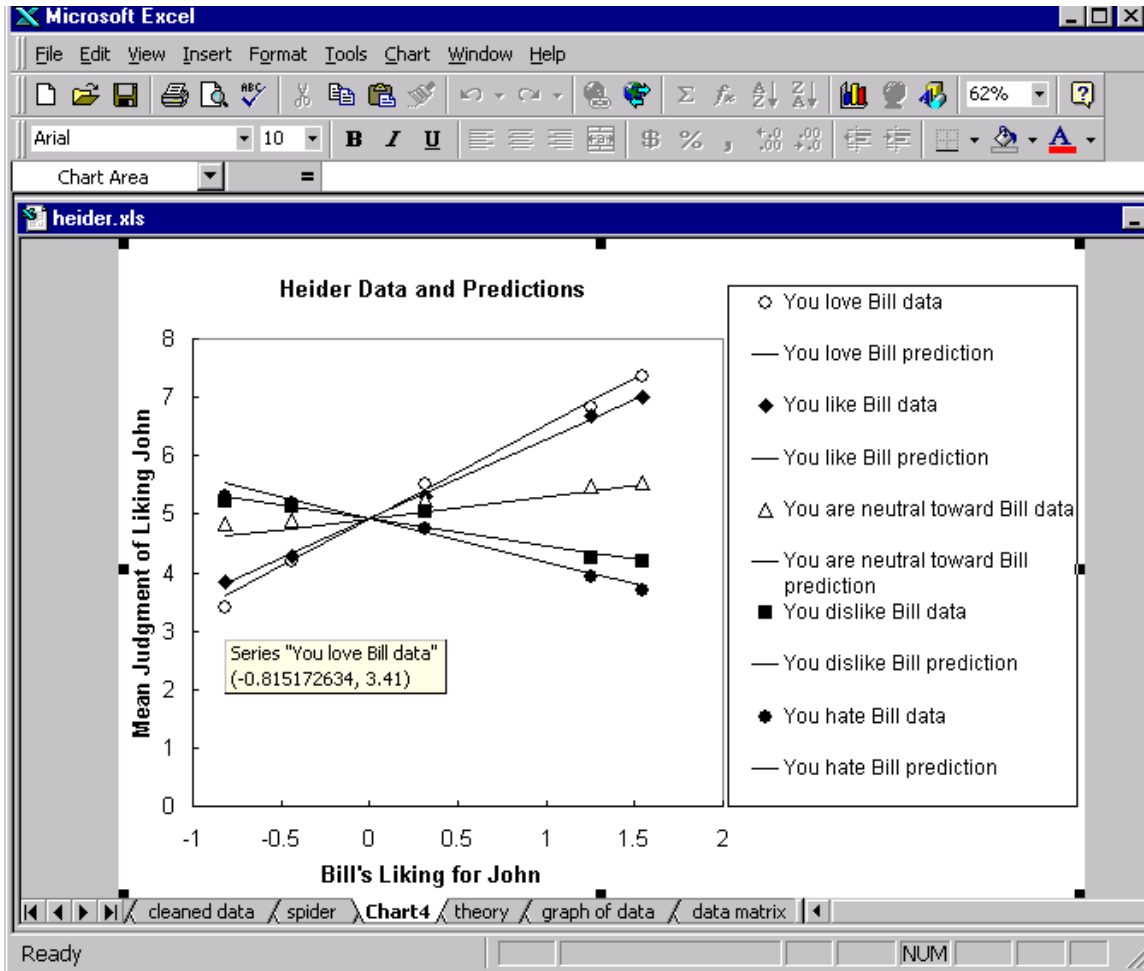 Microsoft Excel
File Edit View Insert Format Tools Chart Window Help
ABC Σ fx A Z Z A 62% ?
Arial 10 B I U $ % , +.0 .00 .00 +.0 A
Chart Area =
heider.xls
Heider Data and Predictions
8
7
6
5
4
3
2
1
0
Mean Judgment of Liking John
Series "You love Bill data"
(-0.815172634, 3.41)
-1 -0.5 0 0.5 1 1.5 2
Bill's Liking for John
You love Bill data
You love Bill prediction
You like Bill data
You like Bill prediction
You are neutral toward Bill data
You are neutral toward Bill
prediction
You dislike Bill data
You dislike Bill prediction
You hate Bill data
You hate Bill prediction
cleaned data spider Chart4 theory graph of data data matrix
Ready NUM